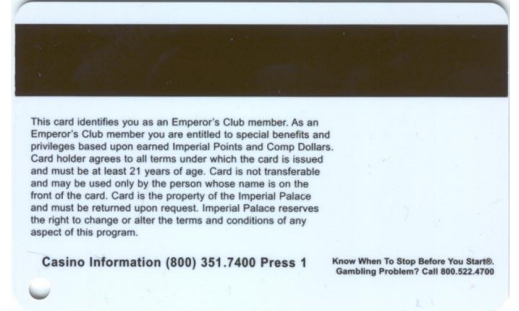 This card identifies you as an Emperor's Club member. As an
Emperor's Club member you are entitled to special benefits and
privileges based upon earned Imperial Points and Comp Dollars.
Card holder agrees to all terms under which the card is issued
and must be at least 21 years of age. Card is not transferable
and may be used only by the person whose name is on the
front of the card. Card is the property of the Imperial Palace
and must be returned upon request. Imperial Palace reserves
the right to change or alter the terms and conditions of any
aspect of this program.
Casino Information (800) 351.7400 Press 1
Know When To Stop Before You Start®.
Gambling Problem? Call 800.522.4700